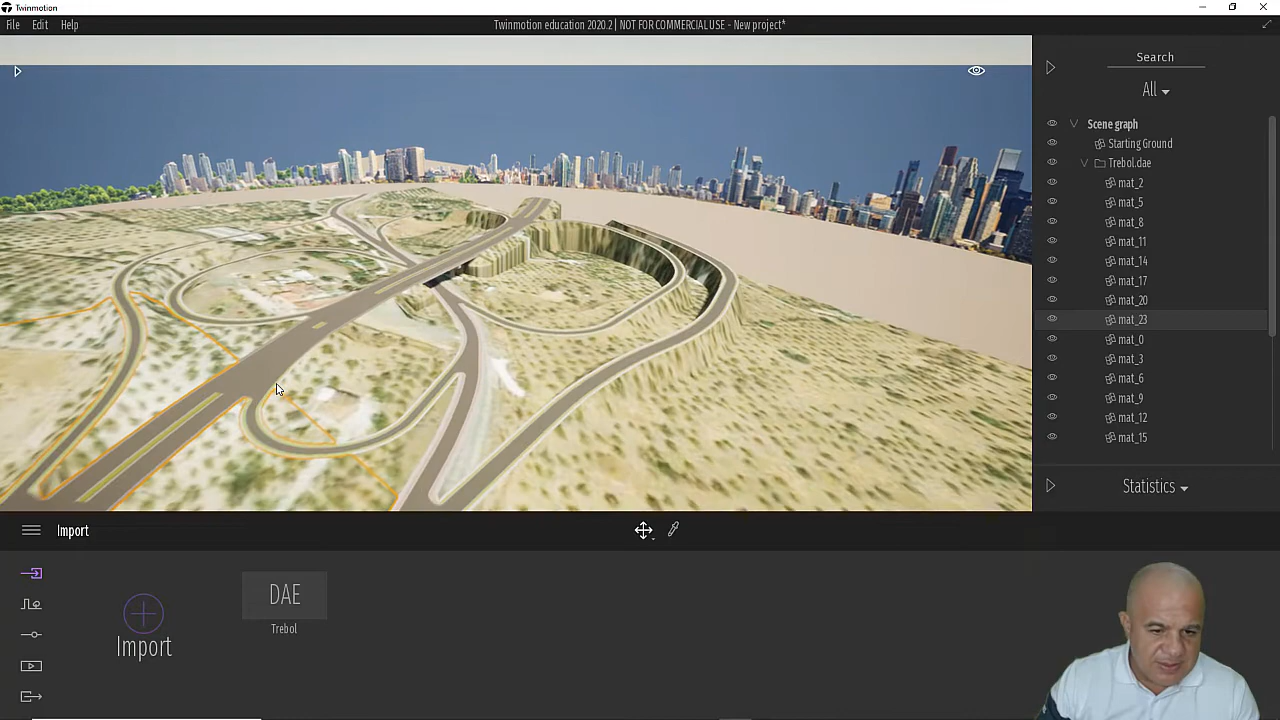 Twinmotion
File Edit Help
Twinmotion education 2020.2 | NOT FOR COMMERCIAL USE - New project*
Search
All
Scene graph
Starting Ground
Trebol.dae
mat_2
mat_5
mat_8
mat_11
mat_14
mat_17
mat_20
mat_23
mat_0
mat_3
mat_6
mat_9
mat_12
mat_15
Statistics
Import
DAE
Trebol
Import